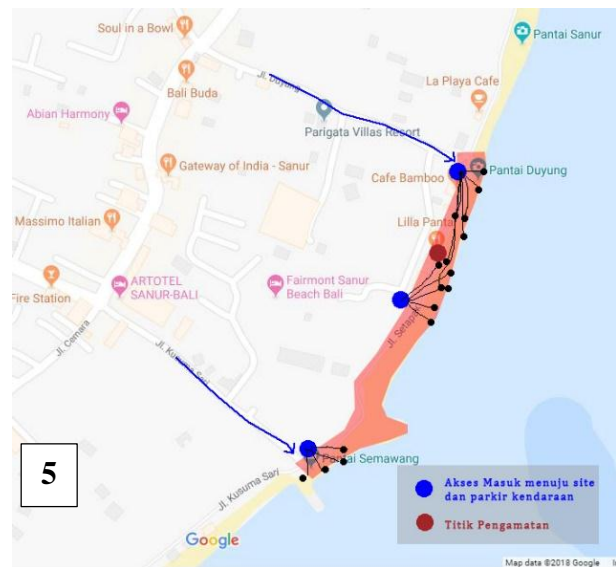 Soul in a Bowl
Pantai Sanur
Jl. Duyung
Bali Buda
La Playa Cafe
Abian Harmony
Parigata Villas Resort
Gateway of India - Sanur
Cafe Bamboo
Pantai Duyung
Massimo Italian
Lilla Pantai
Fire Station
ARTOTEL
SANUR-BALI
Fairmont Sanur
Beach Bali
Jl. Cemara
Jl. Kusuma Sari
5
Pantai Semawang
Jl. Kusuma Sari
Akses Masuk menuju site
dan parkir kendaraan
Titik Pengamatan
Google
Map data ©2018 Google